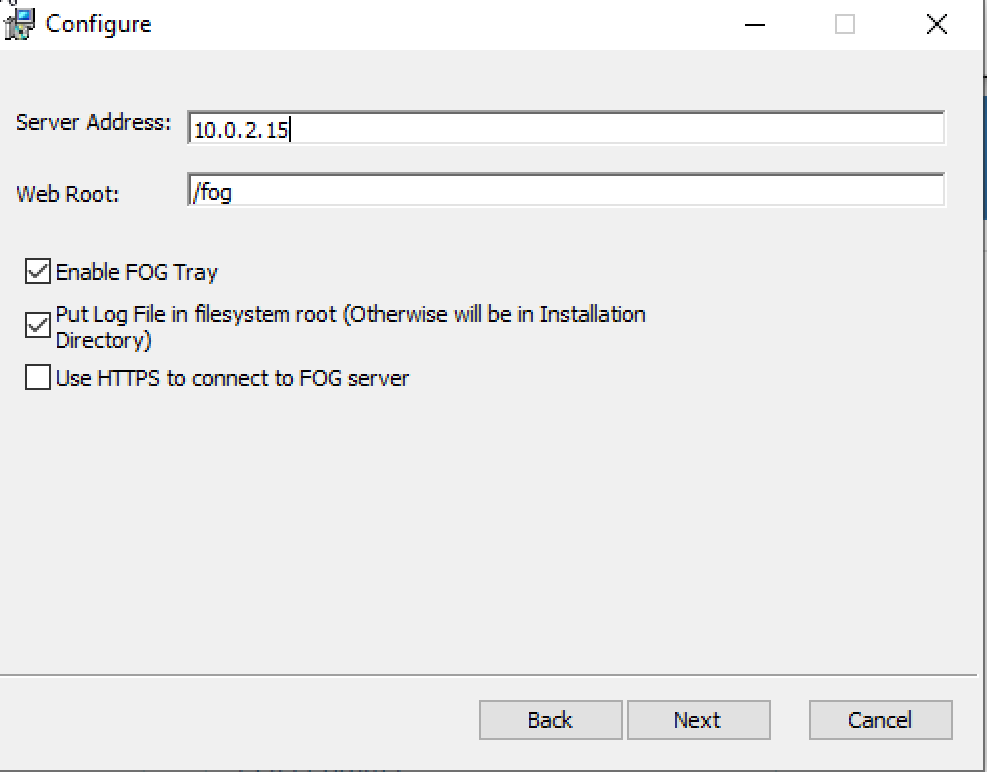 Configure
Server Address:
10.0.2.15
Web Root:
/fog
Enable FOG Tray
Put Log File in filesystem root (Otherwise will be in Installation
Directory)
Use HTTPS to connect to FOG server
Back
Next
Cancel